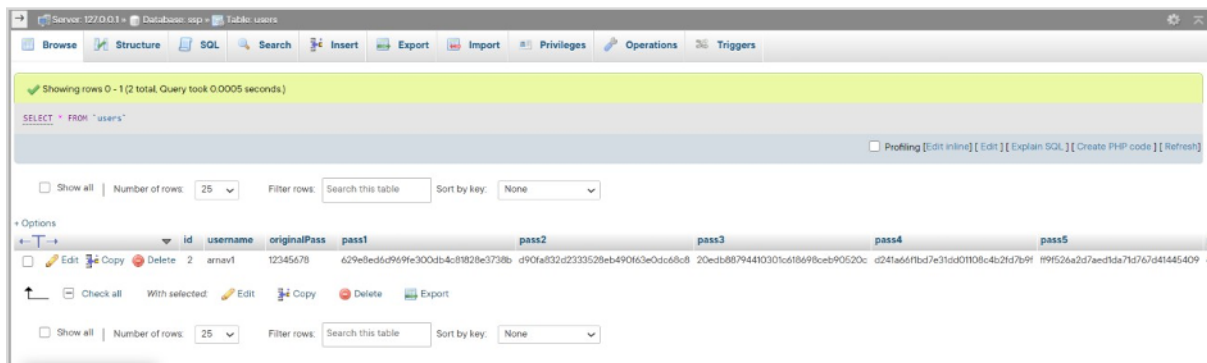 Server: 127.0.0.1 » Database: ssp » Table: users
Browse Structure SQL Search Insert Export Import Privileges Operations Triggers
Showing rows 0 - 1 (2 total, Query took 0.0005 seconds.)
SELECT * FROM `users`
Profiling [Edit inline] [ Edit ] [ Explain SQL ] [ Create PHP code ] [ Refresh]
Show all | Number of rows: 25 Filter rows: Search this table Sort by key: None
+ Options
←T→ id username originalPass pass1 pass2 pass3 pass4 pass5
Edit Copy Delete 2 arnav1 12345678 629e8ed6d969fe300db4c81828e3738b d90fa832d2333528eb490f63e0dc68c8 20edb88794410301c618698ceb90520c d241a66f1bd7e31dd01108c4b2fd7b9f ff9f526a2d7aed1da71d767d41445409
Check all With selected: Edit Copy Delete Export
Show all | Number of rows: 25 Filter rows: Search this table Sort by key: None